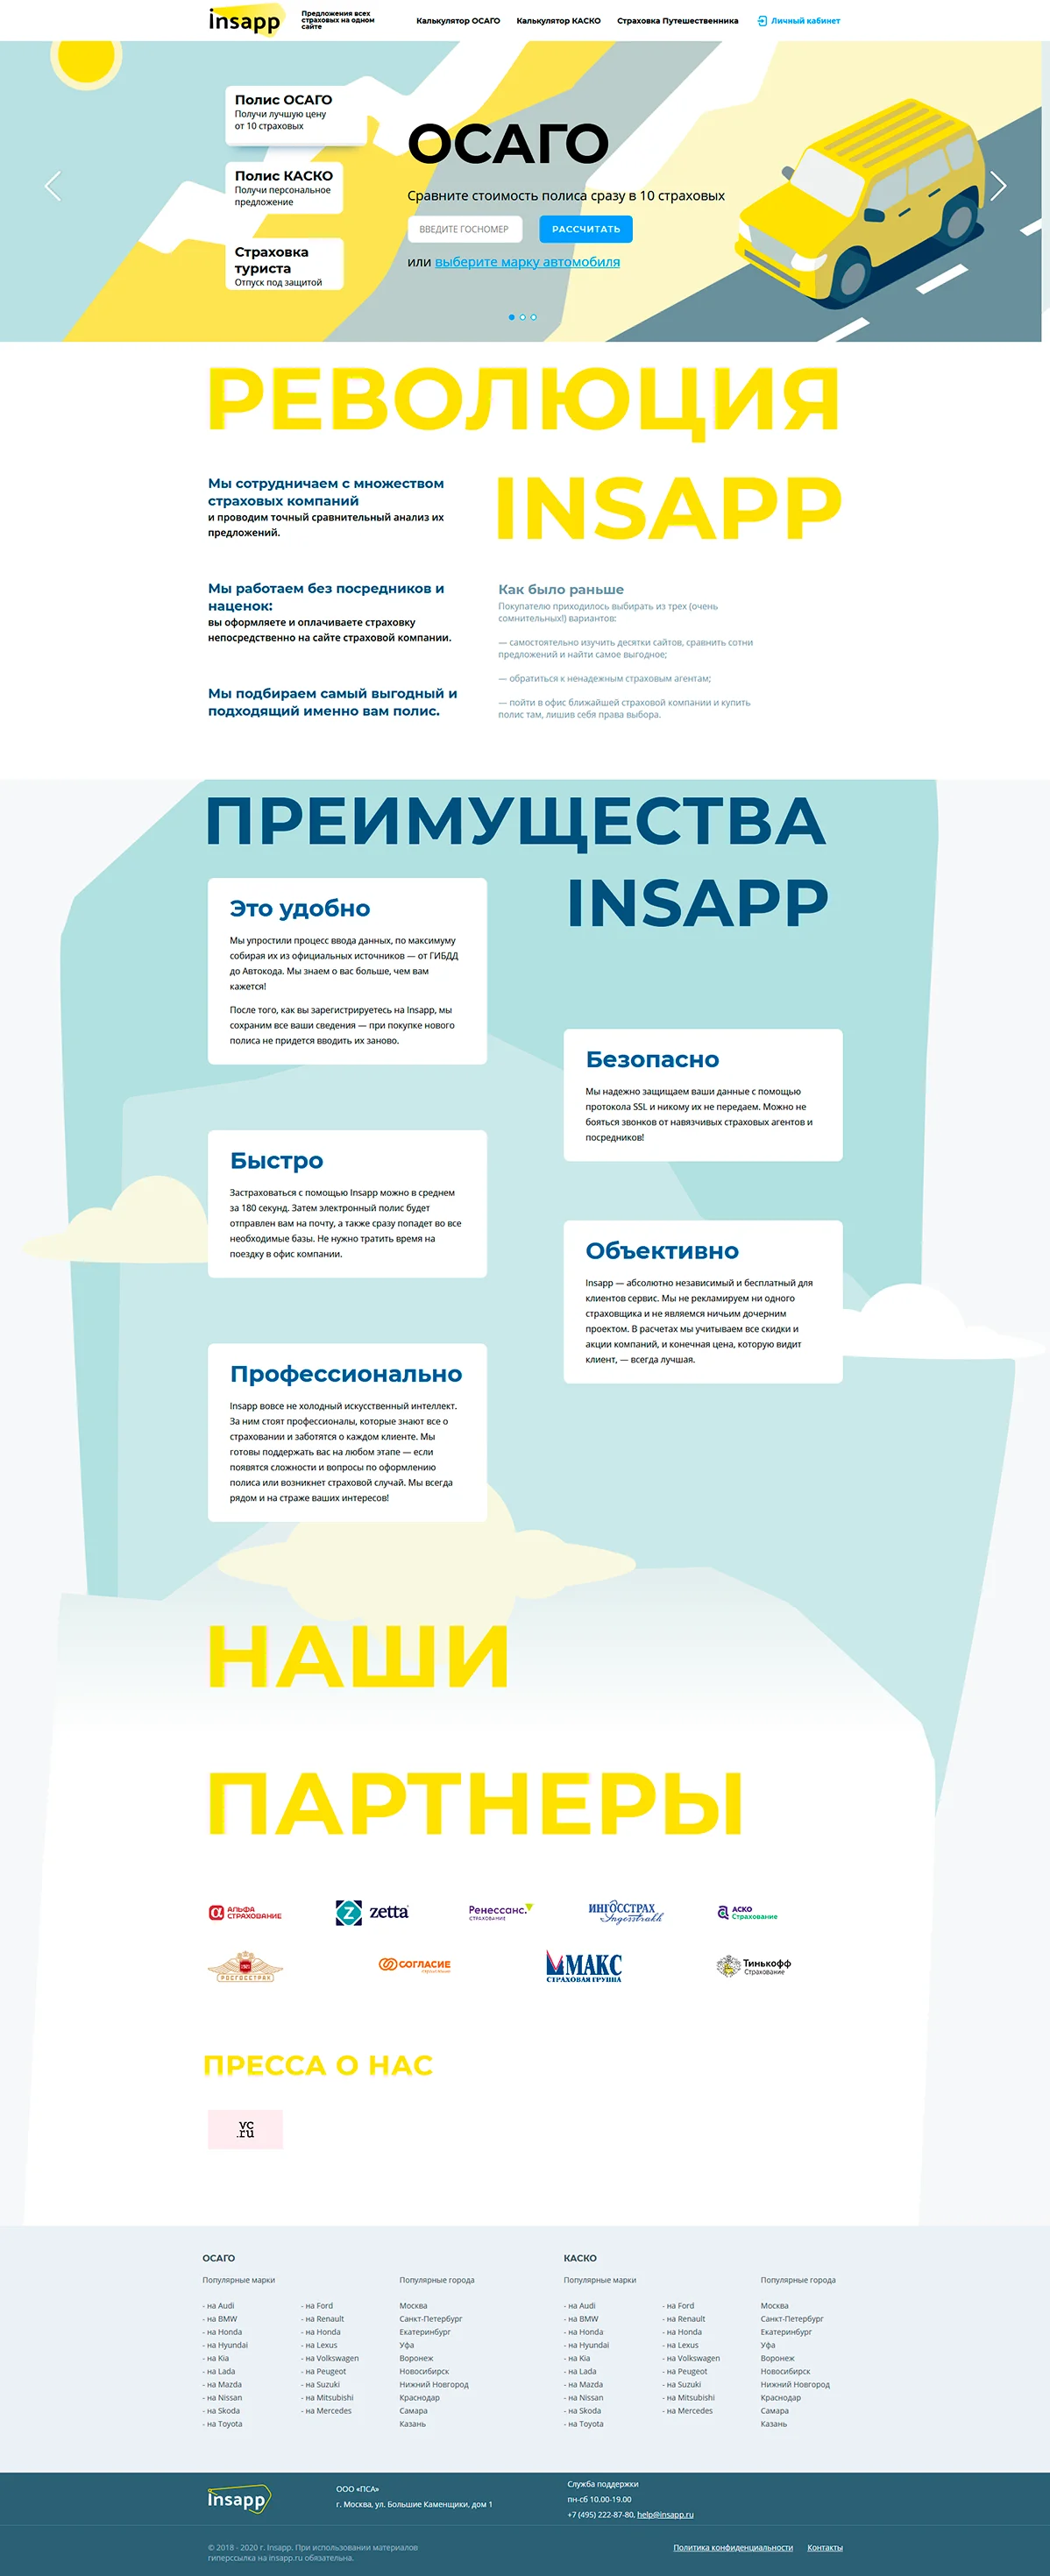 insapp
Предложения всех
страховых на одном
сайте
Калькулятор ОСАГО
Калькулятор КАСКО
Страховка Путешественника
Личный кабинет
Полис ОСАГО
Получи лучшую цену
от 10 страховых
Полис КАСКО
Получи персональное
предложение
Страховка
туриста
Отпуск под защитой
ОСАГО
Сравните стоимость полиса сразу в 10 страховых
ВВЕДИТЕ ГОСНОМЕР
РАССЧИТАТЬ
или выберите марку автомобиля
РЕВОЛЮЦИЯ
INSAPP
Мы сотрудничаем с множеством
страховых компаний
и проводим точный сравнительный анализ их
предложений.
Мы работаем без посредников и
наценок:
вы оформляете и оплачиваете страховку
непосредственно на сайте страховой компании.
Мы подбираем самый выгодный и
подходящий именно вам полис.
Как было раньше
Покупателю приходилось выбирать из трех (очень
сомнительных!) вариантов:
— самостоятельно изучить десятки сайтов, сравнить сотни
предложений и найти самое выгодное;
— обратиться к ненадежным страховым агентам;
— пойти в офис ближайшей страховой компании и купить
полис там, лишив себя права выбора.
ПРЕИМУЩЕСТВА
INSAPP
Это удобно
Мы упростили процесс ввода данных, по максимуму
собирая их из официальных источников — от ГИБДД
до Автокода. Мы знаем о вас больше, чем вам
кажется!
После того, как вы зарегистрируетесь на Insapp, мы
сохраним все ваши сведения — при покупке нового
полиса не придется вводить их заново.
Безопасно
Мы надежно защищаем ваши данные с помощью
протокола SSL и никому их не передаем. Можно не
бояться звонков от навязчивых страховых агентов и
посредников!
Быстро
Застраховаться с помощью Insapp можно в среднем
за 180 секунд. Затем электронный полис будет
отправлен вам на почту, а также сразу попадет во все
необходимые базы. Не нужно тратить время на
поездку в офис компании.
Объективно
Insapp — абсолютно независимый и бесплатный для
клиентов сервис. Мы не рекламируем ни одного
страховщика и не являемся ничьим дочерним
проектом. В расчетах мы учитываем все скидки и
акции компаний, и конечная цена, которую видит
клиент, — всегда лучшая.
Профессионально
Insapp вовсе не холодный искусственный интеллект.
За ним стоят профессионалы, которые знают все о
страховании и заботятся о каждом клиенте. Мы
готовы поддержать вас на любом этапе — если
появятся сложности и вопросы по оформлению
полиса или возникнет страховой случай. Мы всегда
рядом и на страже ваших интересов!
НАШИ
ПАРТНЕРЫ
АЛЬФА
СТРАХОВАНИЕ
Z zetta
Ренессанс.
СТРАХОВАНИЕ
ИНГОССТРАХ
Ingosstrakh
АСКО
Страхование
РОСГОССТРАХ
СОГЛАСИЕ
МАКС
СТРАХОВАЯ ГРУППА
Тинькофф
Страхование
ПРЕССА О НАС
vc
.ru
ОСАГО
Популярные марки
- на Audi
- на BMW
- на Honda
- на Hyundai
- на Kia
- на Lada
- на Mazda
- на Nissan
- на Skoda
- на Toyota
- на Ford
- на Renault
- на Honda
- на Lexus
- на Volkswagen
- на Peugeot
- на Suzuki
- на Mitsubishi
- на Mercedes
Популярные города
Москва
Санкт-Петербург
Екатеринбург
Уфа
Воронеж
Новосибирск
Нижний Новгород
Краснодар
Самара
Казань
КАСКО
Популярные марки
- на Audi
- на BMW
- на Honda
- на Hyundai
- на Kia
- на Lada
- на Mazda
- на Nissan
- на Skoda
- на Toyota
- на Ford
- на Renault
- на Honda
- на Lexus
- на Volkswagen
- на Peugeot
- на Suzuki
- на Mitsubishi
- на Mercedes
Популярные города
Москва
Санкт-Петербург
Екатеринбург
Уфа
Воронеж
Новосибирск
Нижний Новгород
Краснодар
Самара
Казань
insapp
ООО «ПСА»
г. Москва, ул. Большие Каменщики, дом 1
Служба поддержки
пн-сб 10.00-19.00
+7 (495) 222-87-80, help@insapp.ru
© 2018 - 2020 г. Insapp. При использовании материалов
гиперссылка на insapp.ru обязательна.
Политика конфиденциальности
Контакты